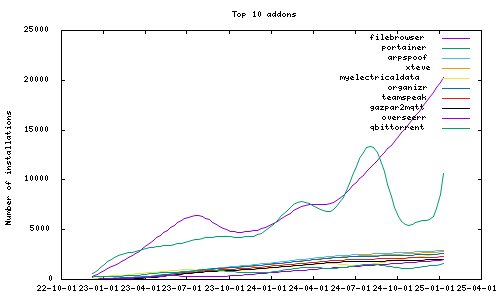 Top 10 addons
Number of installations
25000
20000
15000
10000
5000
0
filebrowser
portainer
arpspoof
xteve
myelectricaldata
organizr
teamspeak
gazpar2mqtt
overseerr
qbittorrent
22-10-01 23-01-01 23-04-01 23-07-01 23-10-01 24-01-01 24-04-01 24-07-01 24-10-01 25-01-01 25-04-01